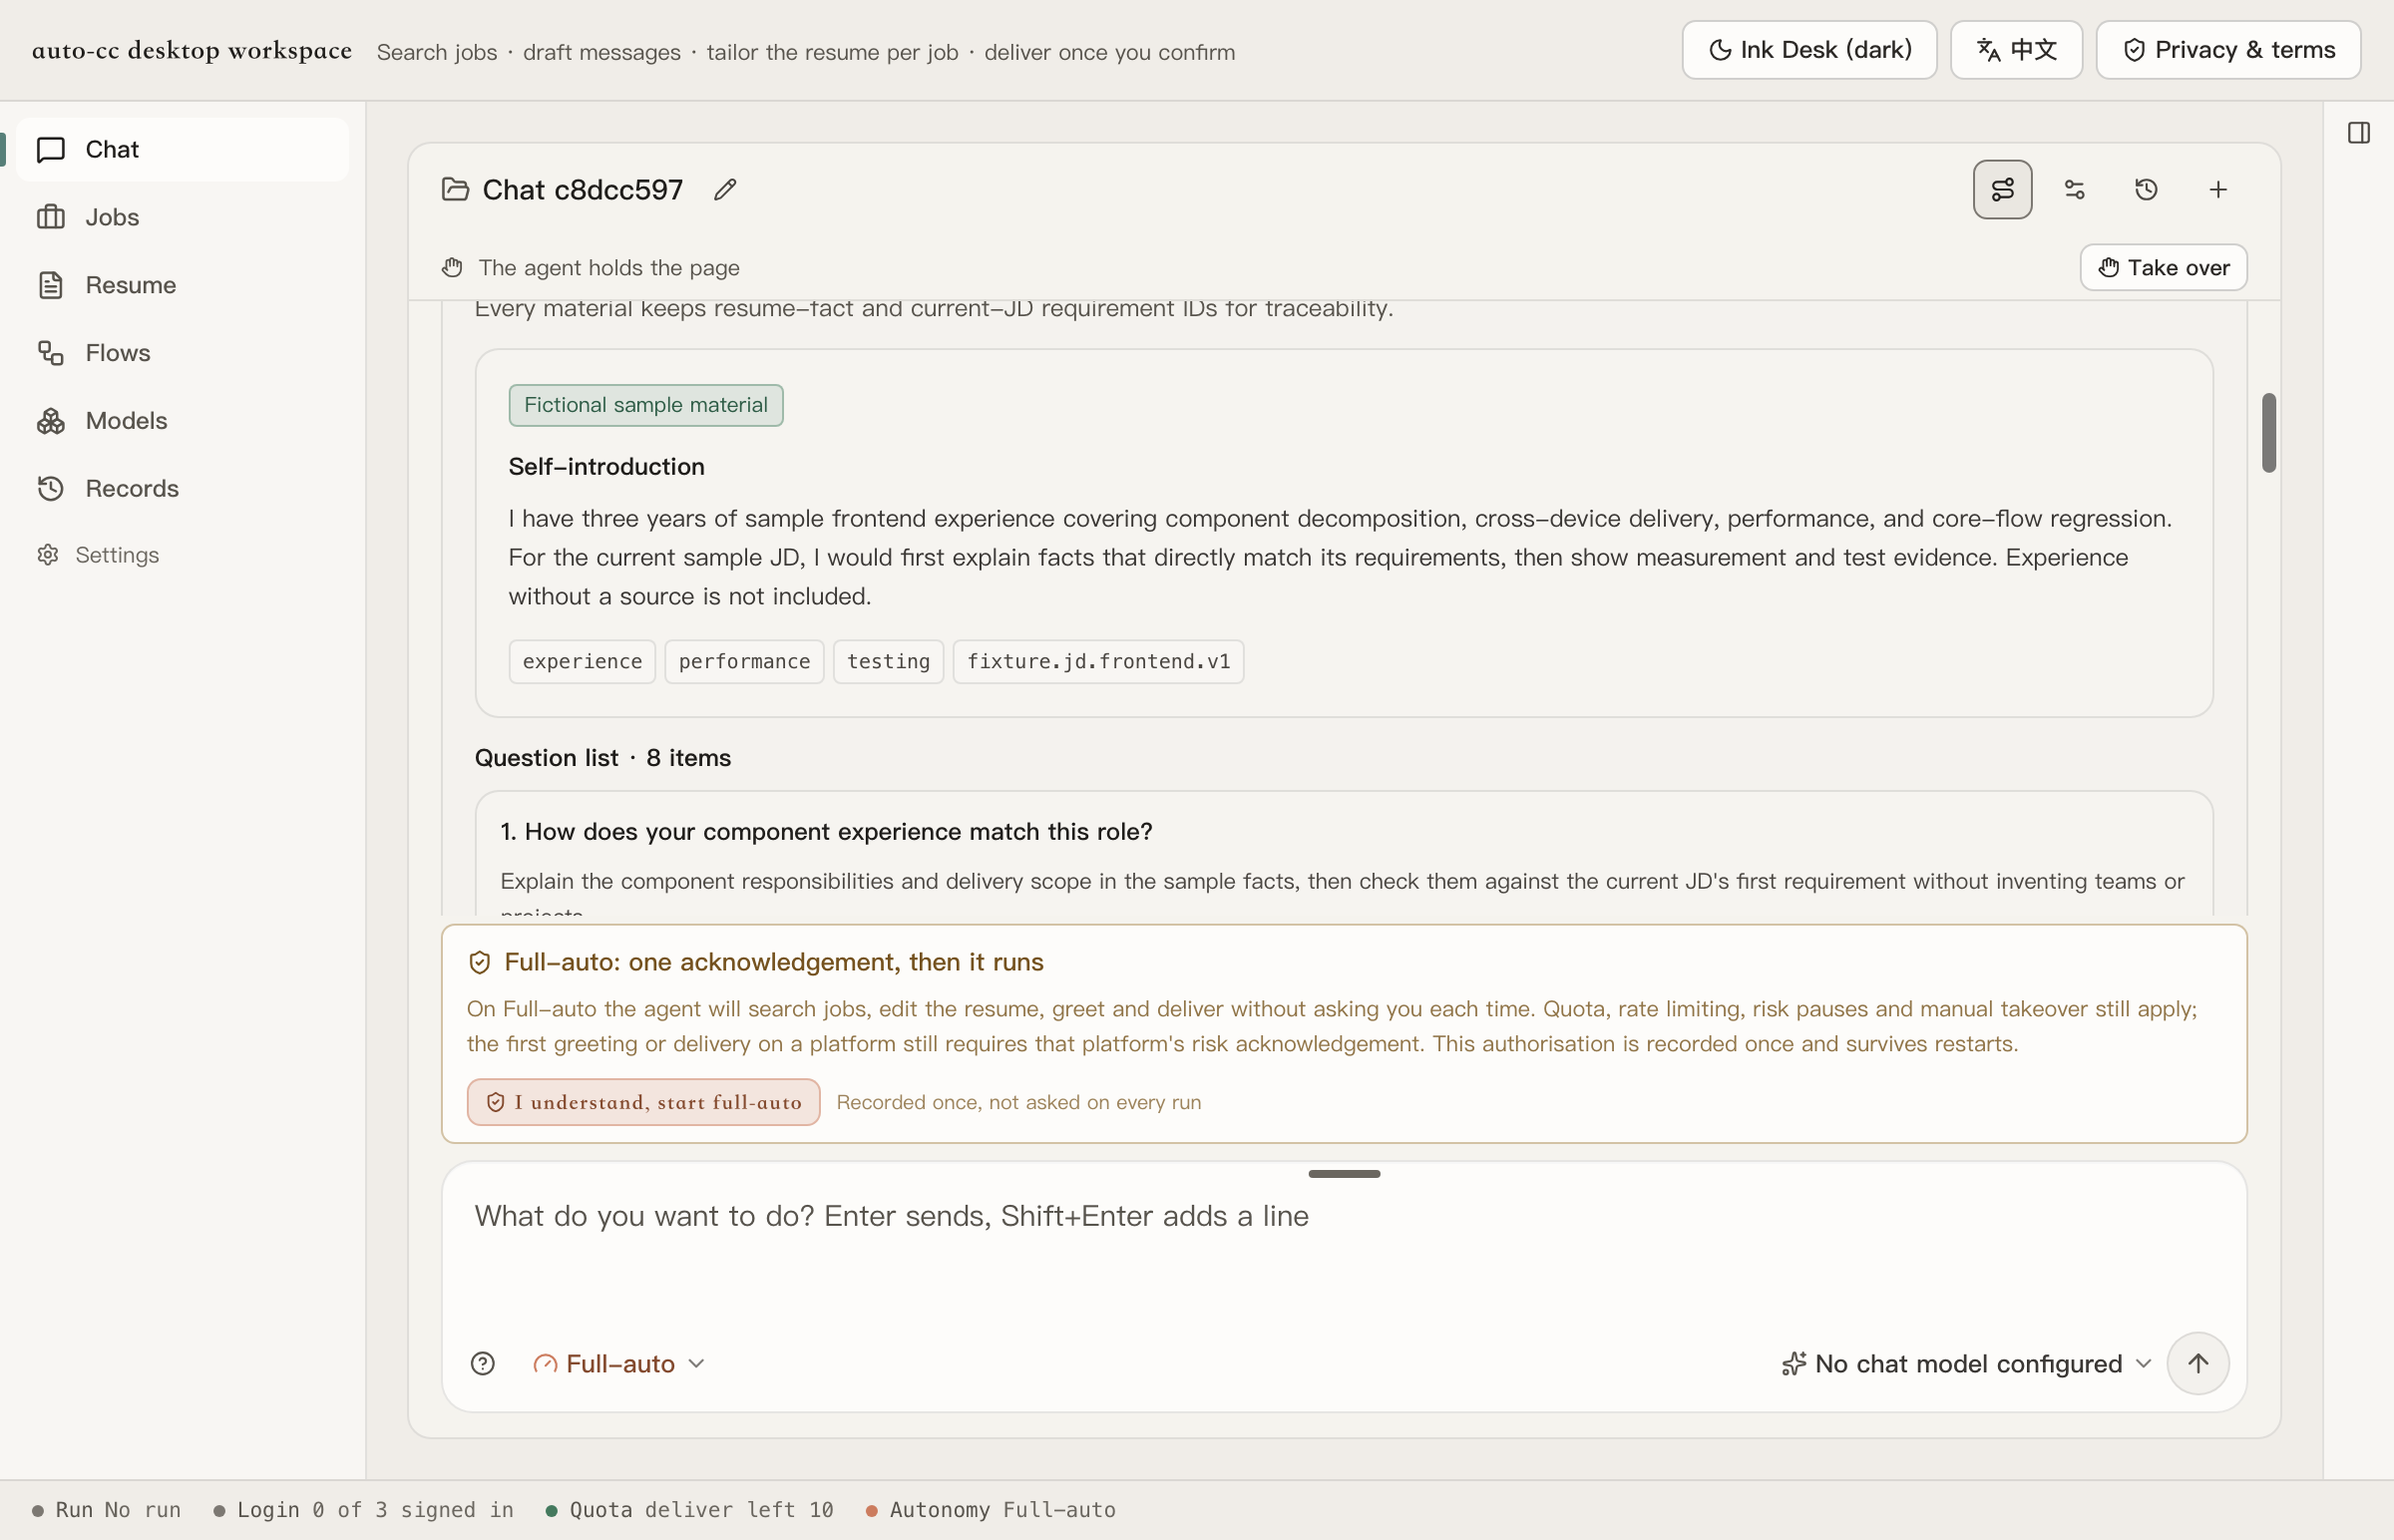 auto-cc desktop workspace
Search jobs · draft messages · tailor the resume per job · deliver once you confirm
Ink Desk (dark)
中文
Privacy & terms
Chat
Jobs
Resume
Flows
Models
Records
Settings
Chat c8dcc597
The agent holds the page
Take over
Every material keeps resume-fact and current-JD requirement IDs for traceability.
Fictional sample material
Self-introduction
I have three years of sample frontend experience covering component decomposition, cross-device delivery, performance, and core-flow regression.
For the current sample JD, I would first explain facts that directly match its requirements, then show measurement and test evidence. Experience
without a source is not included.
experience
performance
testing
fixture.jd.frontend.v1
Question list · 8 items
1. How does your component experience match this role?
Explain the component responsibilities and delivery scope in the sample facts, then check them against the current JD's first requirement without inventing teams or
projects.
Full-auto: one acknowledgement, then it runs
On Full-auto the agent will search jobs, edit the resume, greet and deliver without asking you each time. Quota, rate limiting, risk pauses and manual takeover still apply;
the first greeting or delivery on a platform still requires that platform's risk acknowledgement. This authorisation is recorded once and survives restarts.
I understand, start full-auto
Recorded once, not asked on every run
What do you want to do? Enter sends, Shift+Enter adds a line
Full-auto
No chat model configured
Run No run
Login 0 of 3 signed in
Quota deliver left 10
Autonomy Full-auto